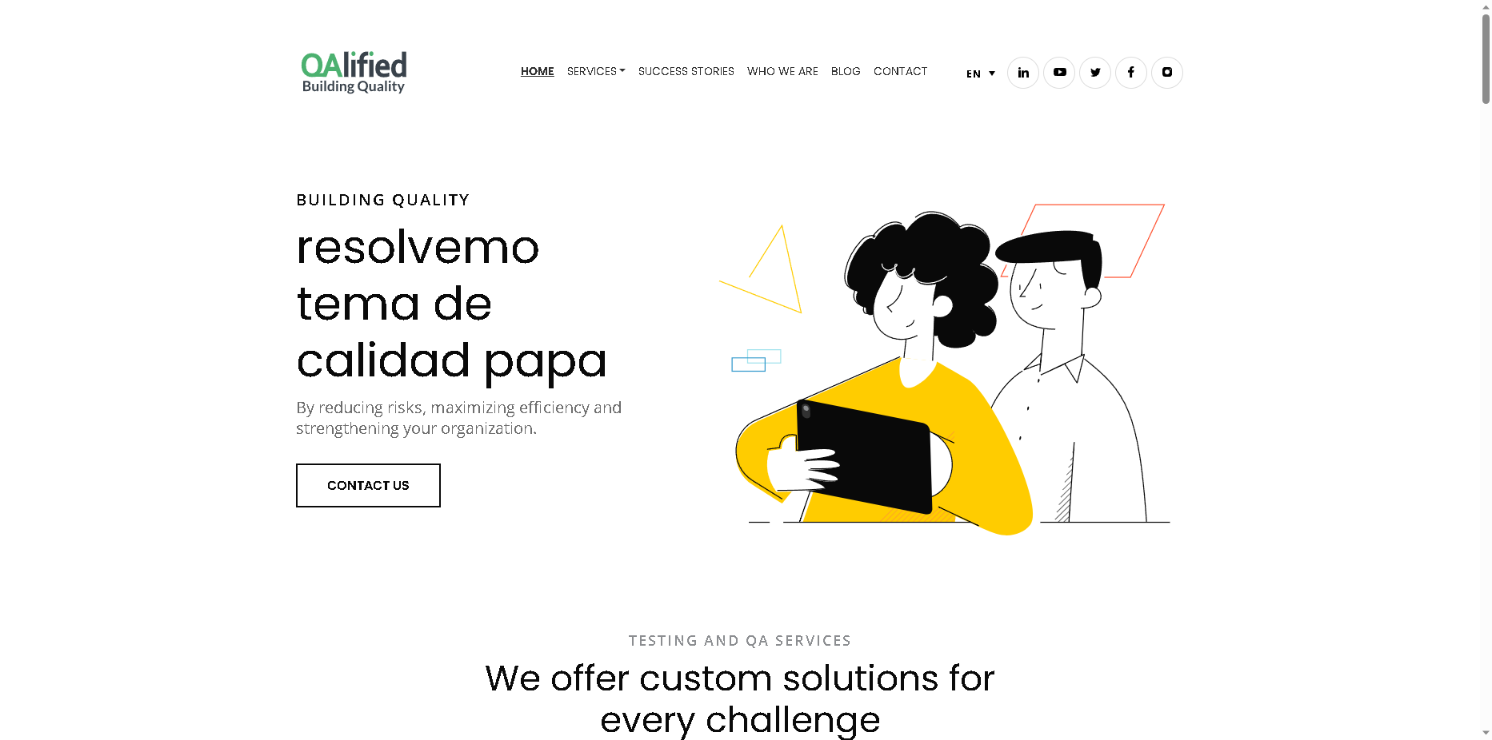 QAlified
Building Quality
HOME SERVICES SUCCESS STORIES WHO WE ARE BLOG CONTACT EN
BUILDING QUALITY
resolvemo
tema de
calidad papa
By reducing risks, maximizing efficiency and
strengthening your organization.
CONTACT US
TESTING AND QA SERVICES
We offer custom solutions for
every challenge